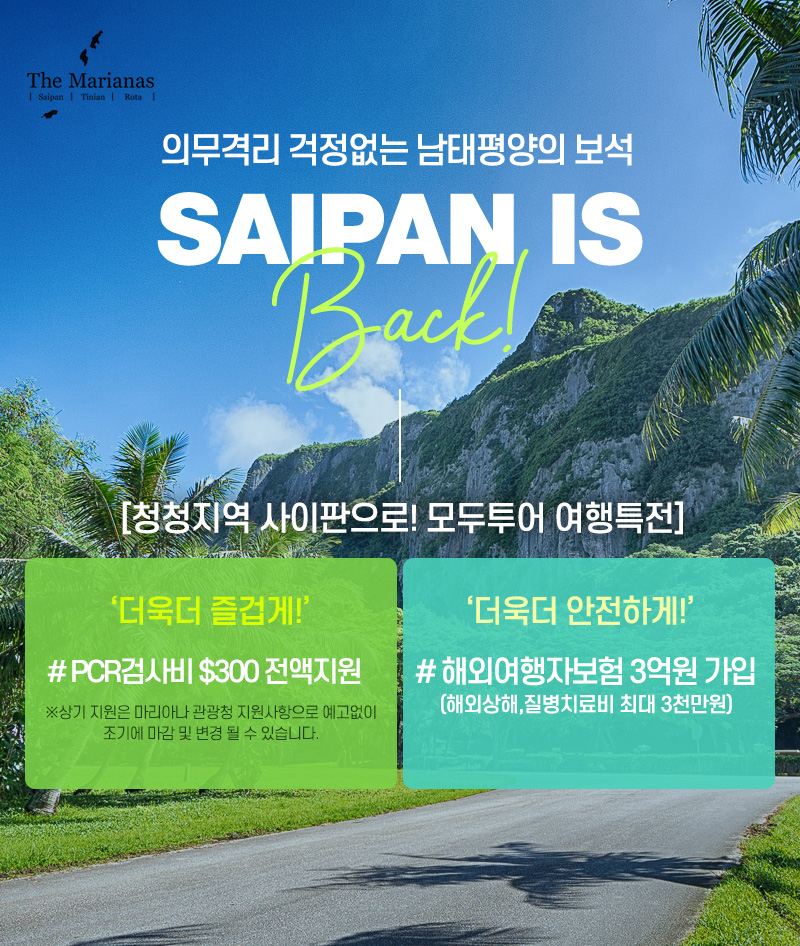 The Marianas
| Saipan | Tinian | Rota |
의무격리 걱정없는 남태평양의 보석
SAIPAN IS
Back!
[청청지역 사이판으로! 모두투어 여행특전]
‘더욱더 즐겁게!’
# PCR검사비 $300 전액지원
※상기 지원은 마리아나 관광청 지원사항으로 예고없이
조기에 마감 및 변경 될 수 있습니다.
‘더욱더 안전하게!’
# 해외여행자보험 3억원 가입
(해외상해,질병치료비 최대 3천만원)